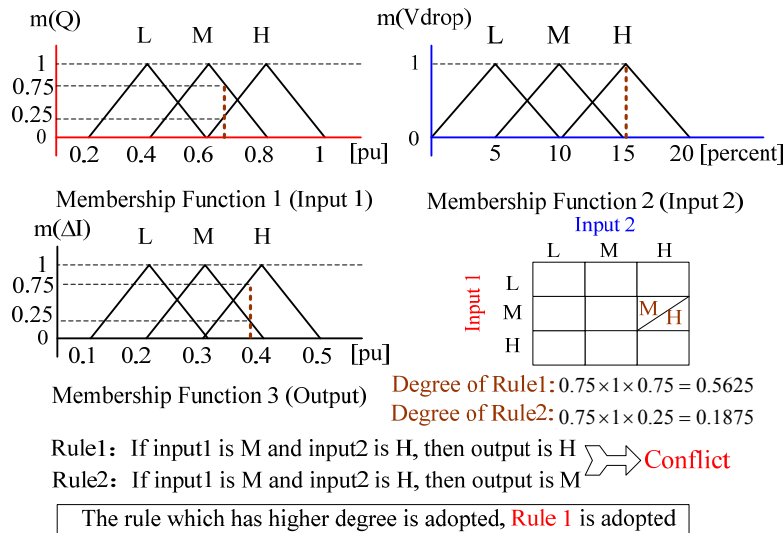 m(Q)
L M H
1
0.75
0.25
0
0.2 0.4 0.6 0.8 1 [pu]
Membership Function 1 (Input 1)
m(Vdrop)
L M H
1
0
5 10 15 20 [percent]
Membership Function 2 (Input 2)
m(ΔI)
L M H
1
0.75
0.25
0
0.1 0.2 0.3 0.4 0.5 [pu]
Membership Function 3 (Output)
Input 2
L M H
Input 1
L
M
H
M
H
Degree of Rule1: 0.75×1×0.75 = 0.5625
Degree of Rule2: 0.75×1×0.25 = 0.1875
Rule1: If input1 is M and input2 is H, then output is H
Rule2: If input1 is M and input2 is H, then output is M
Conflict
The rule which has higher degree is adopted, Rule 1 is adopted